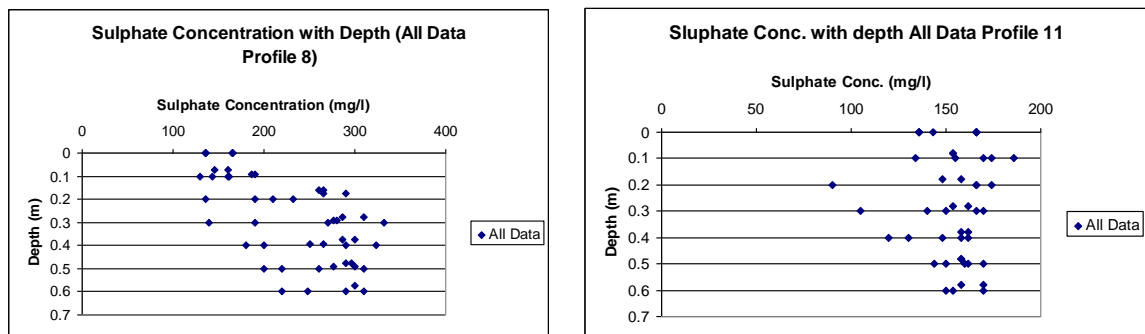 Sulphate Concentration with Depth (All Data
Profile 8)
Sulphate Concentration (mg/l)
0 100 200 300 400
0
0.1
0.2
0.3
0.4
0.5
0.6
0.7
Depth (m)
All Data
Sluphate Conc. with depth All Data Profile 11
Sulphate Conc. (mg/l)
0 50 100 150 200
0
0.1
0.2
0.3
0.4
0.5
0.6
0.7
Depth (m)
All Data